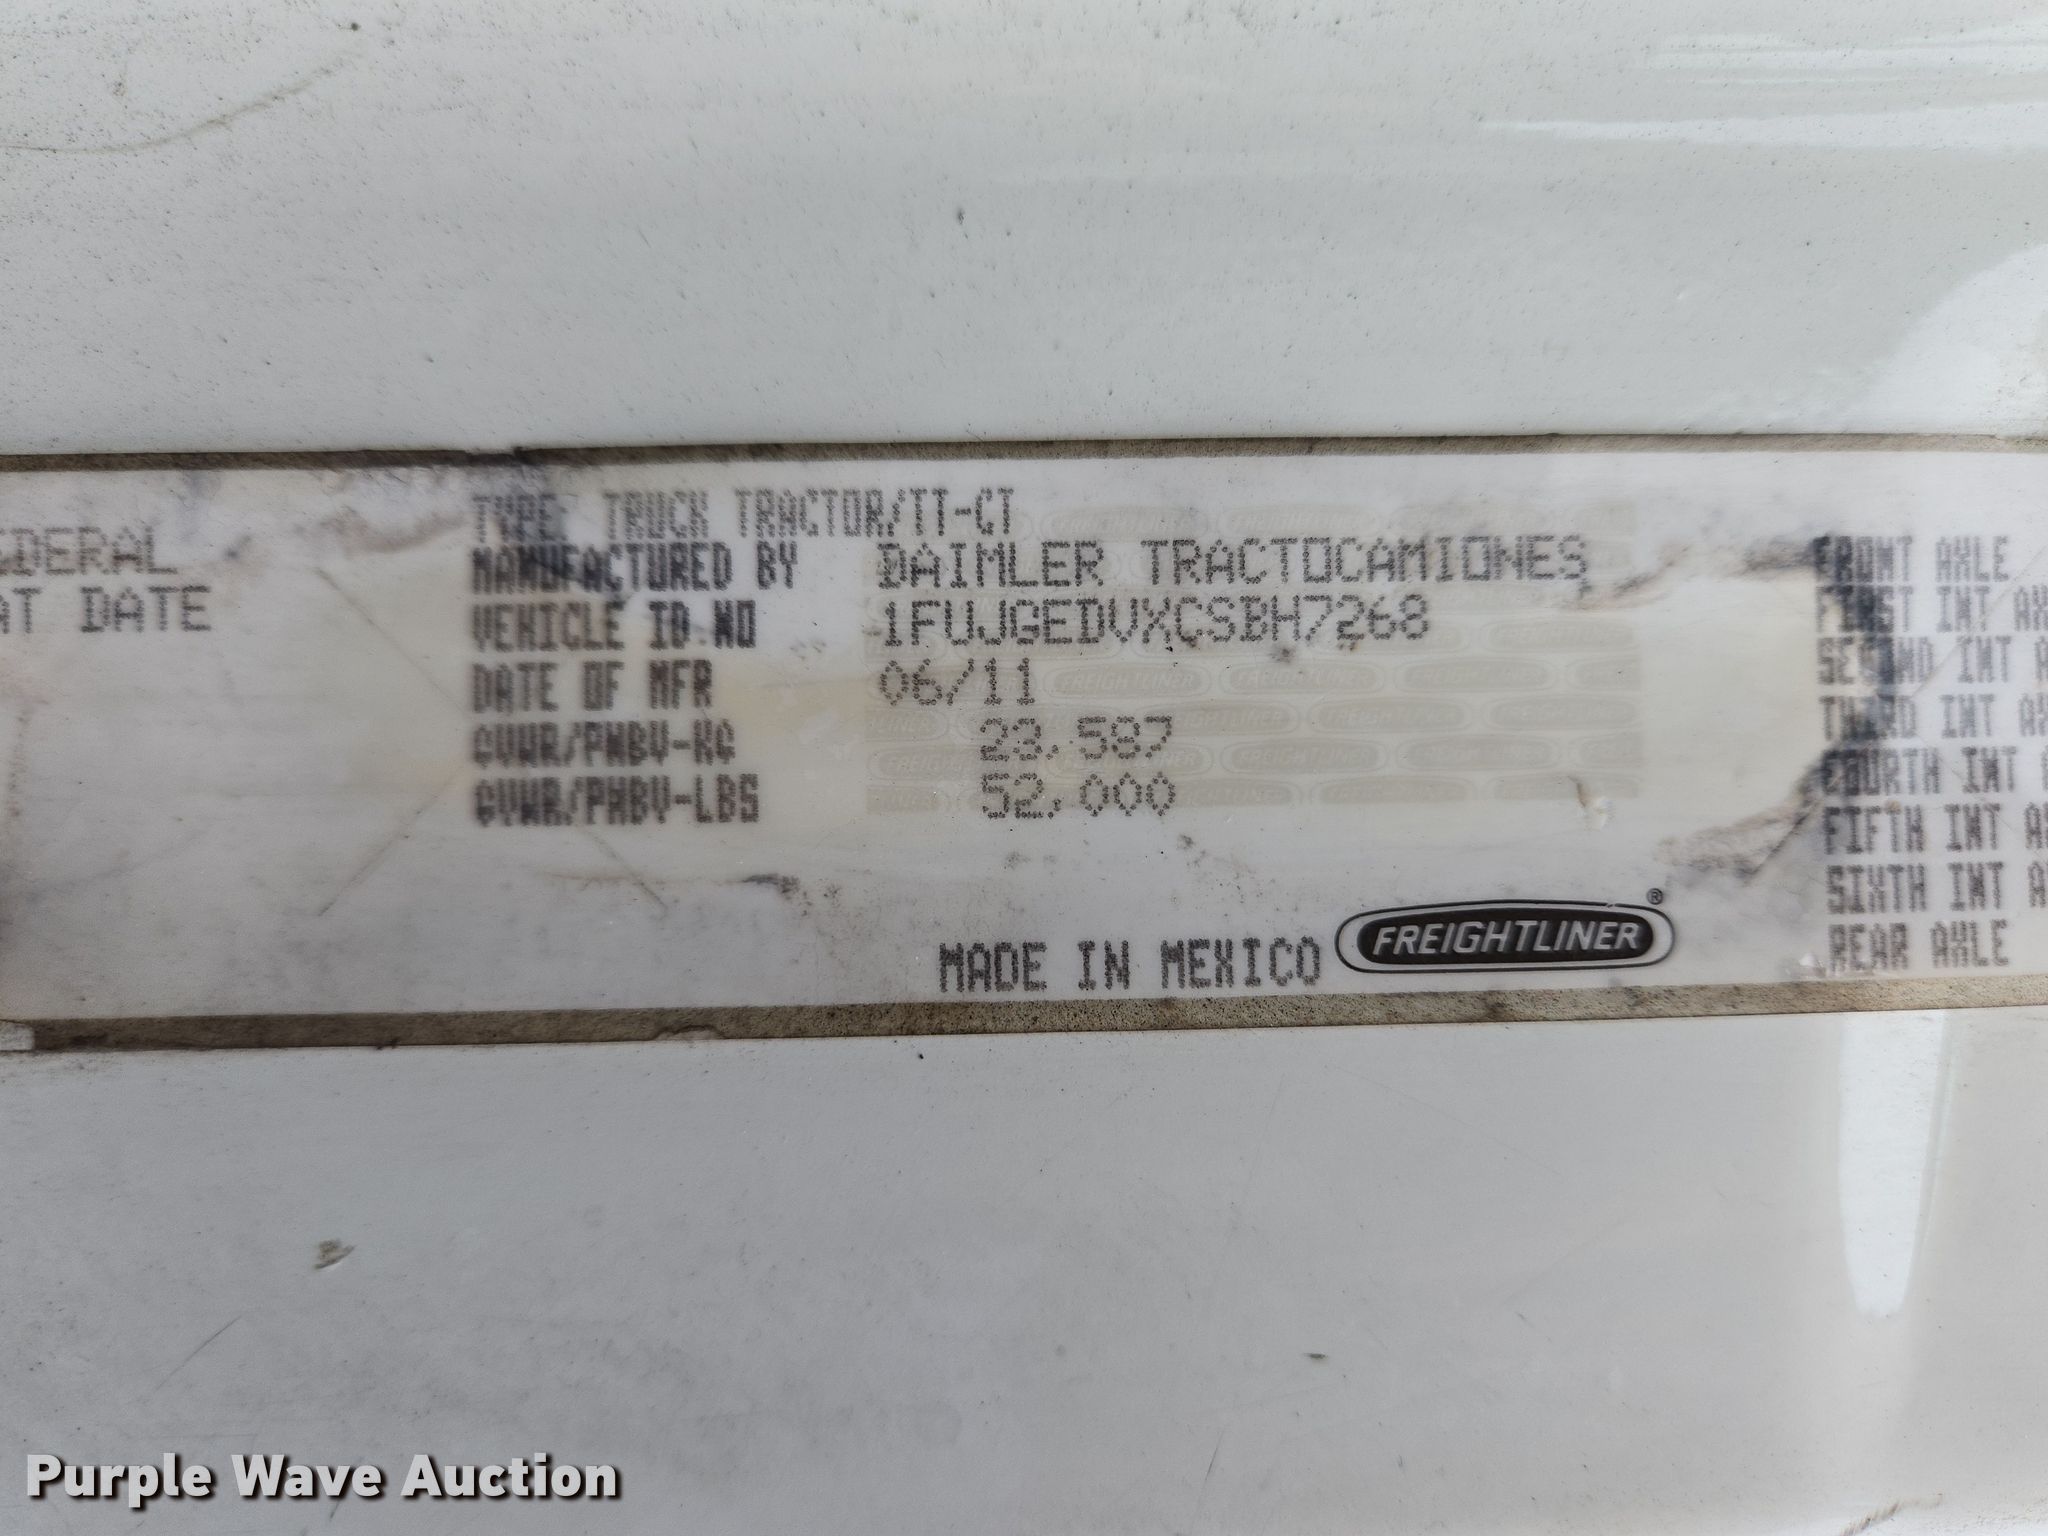 EDERAL
AT DATE
TYPE TRUCK TRACTOR/TT-CT
MANUFACTURED BY DAIMLER TRACTOCAMIONES
VEHICLE ID NO 1FUJGEDVXCSBH7268
DATE OF MFR 06/11
GVWR/PNBV-KG 23,587
GVWR/PNBV-LBS 52,000
MADE IN MEXICO FREIGHTLINER®
FRONT AXLE
FIRST INT AX
SECOND INT A
THIRD INT AX
FOURTH INT
FIFTH INT A
SIXTH INT A
REAR AXLE
Purple Wave Auction